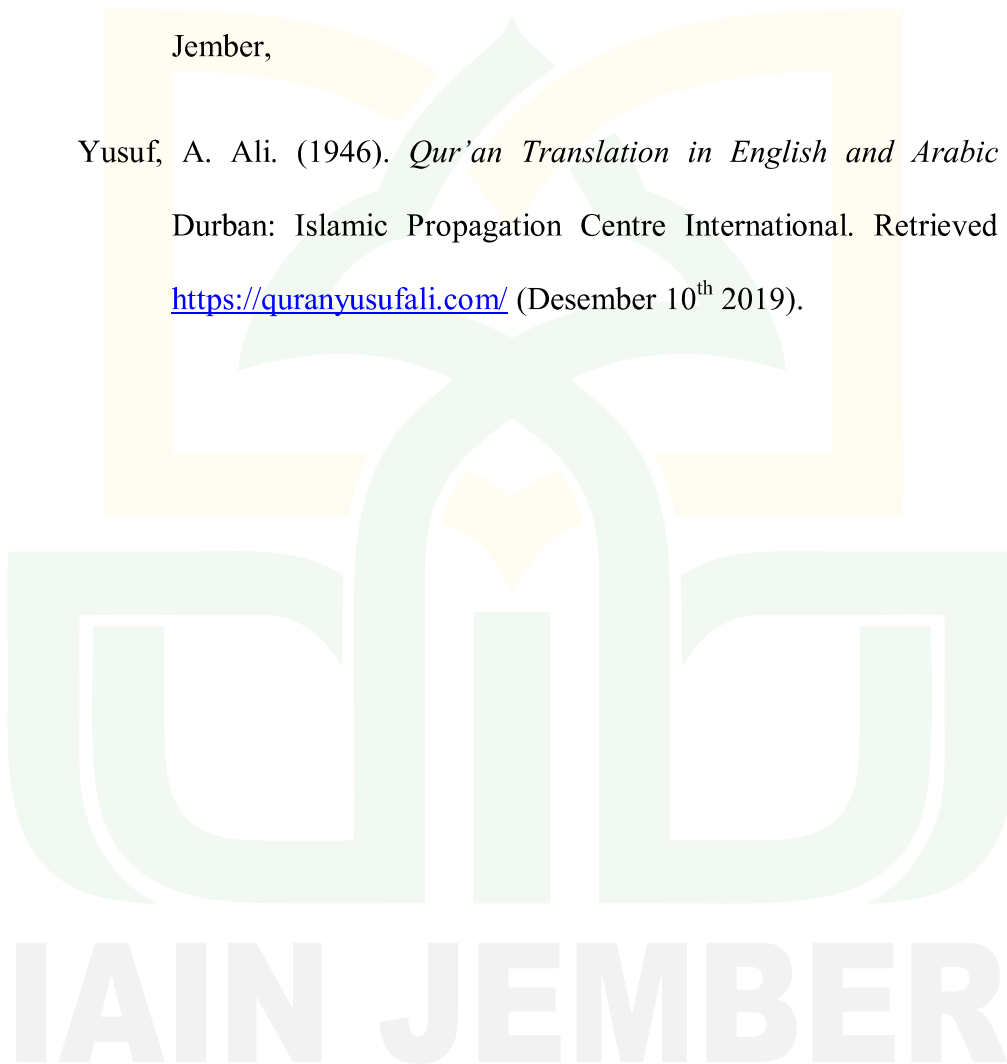 Jember,
Yusuf, A. Ali. (1946). Qur’an Translation in English and Arabic
Durban: Islamic Propagation Centre International. Retrieved
https://quranyusufali.com/ (Desember 10th 2019).
IAIN JEMBER